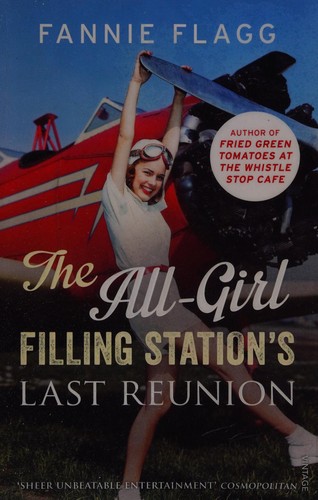 FANNIE FLAGG
AUTHOR OF
FRIED GREEN
TOMATOES AT
THE WHISTLE
STOP CAFE
The
All-Girl
FILLING STATION'S
LAST REUNION
'SHEER UNBEATABLE ENTERTAINMENT' COSMOPOLITAN
VINTAGE